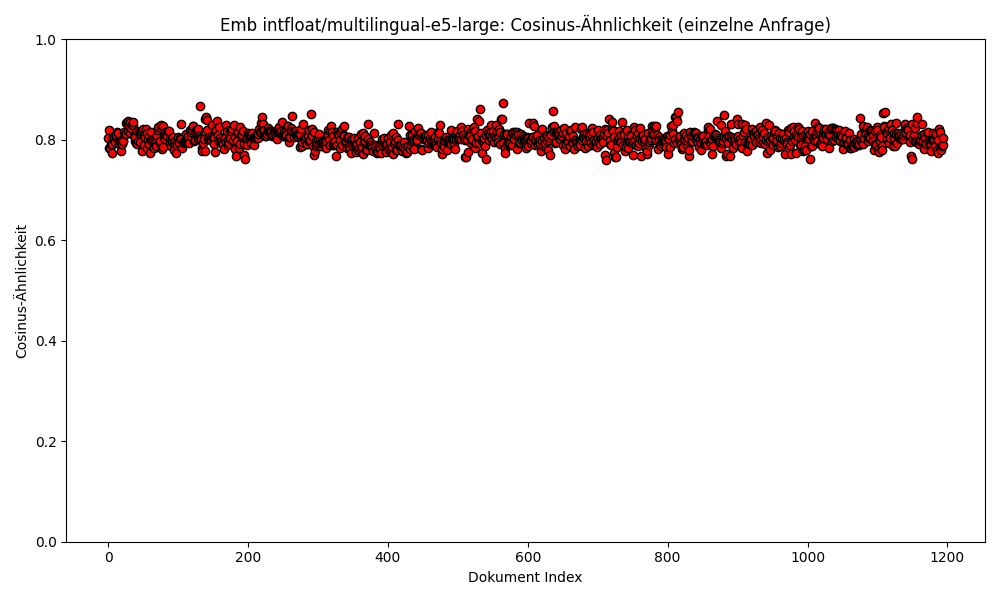 Emb intfloat/multilingual-e5-large: Cosinus-Ähnlichkeit (einzelne Anfrage)
1.0
0.8
0.6
0.4
0.2
0.0
Cosinus-Ähnlichkeit
0 200 400 600 800 1000 1200
Dokument Index